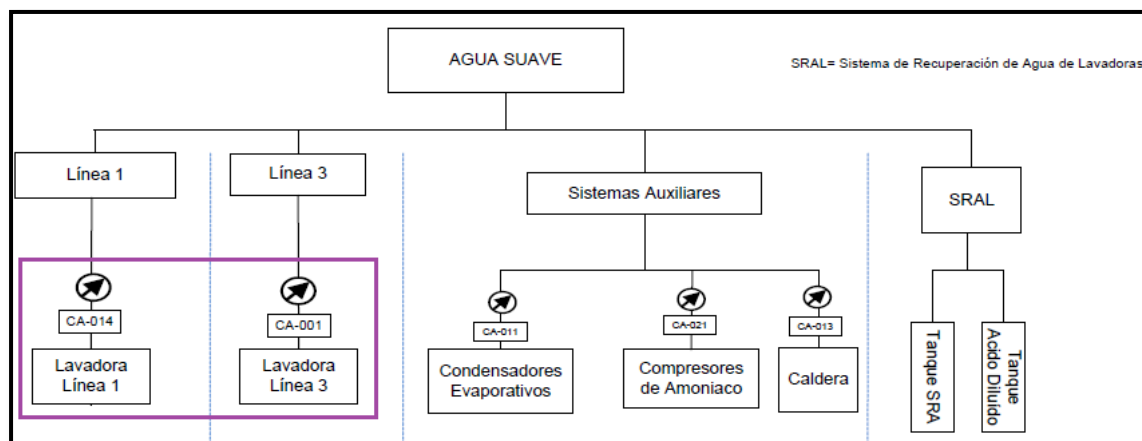 AGUA SUAVE
SRAL= Sistema de Recuperación de Agua de Lavadoras
Línea 1
Línea 3
Sistemas Auxiliares
SRAL
CA-014
CA-001
CA-011
CA-021
CA-013
Lavadora
Línea 1
Lavadora
Línea 3
Condensadores
Evaporativos
Compresores
de Amoniaco
Caldera
Tanque SRA
Tanque
Acido Diluído